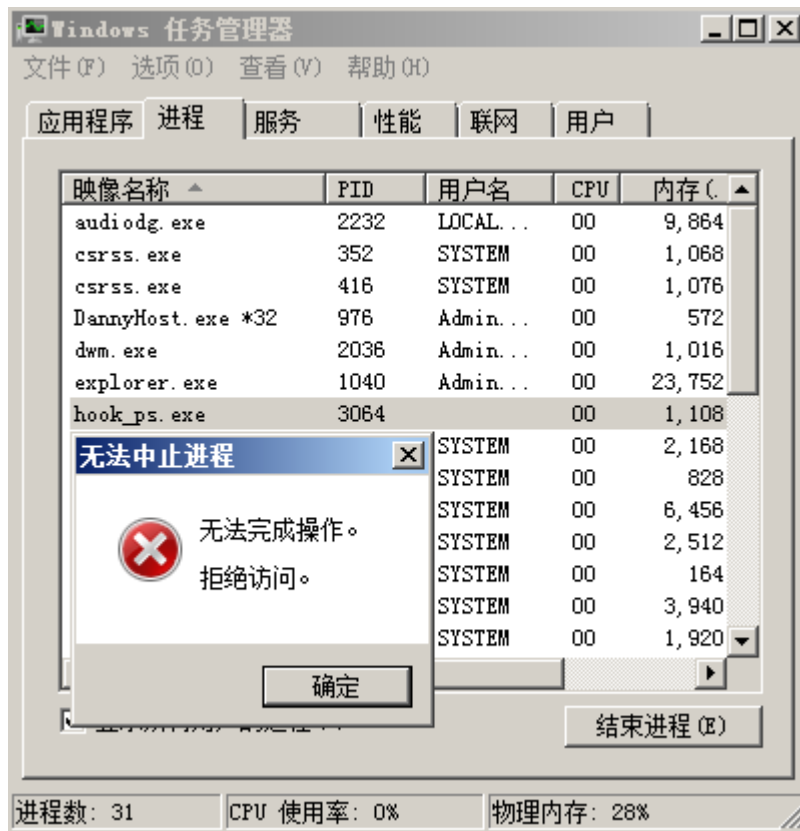 Windows 任务管理器
文件(F) 选项(O) 查看(V) 帮助(H)
应用程序 进程 服务 性能 联网 用户
映像名称 PID 用户名 CPU 内存(.
audiodg.exe 2232 LOCAL... 00 9,864
csrss.exe 352 SYSTEM 00 1,068
csrss.exe 416 SYSTEM 00 1,076
DannyHost.exe *32 976 Admin... 00 572
dwm.exe 2036 Admin... 00 1,016
explorer.exe 1040 Admin... 00 23,752
hook_ps.exe 3064 00 1,108
无法中止进程
无法完成操作。
拒绝访问。
确定
SYSTEM 00 2,168
SYSTEM 00 828
SYSTEM 00 6,456
SYSTEM 00 2,512
SYSTEM 00 164
SYSTEM 00 3,940
SYSTEM 00 1,920
结束进程(E)
进程数: 31 CPU 使用率: 0% 物理内存: 28%